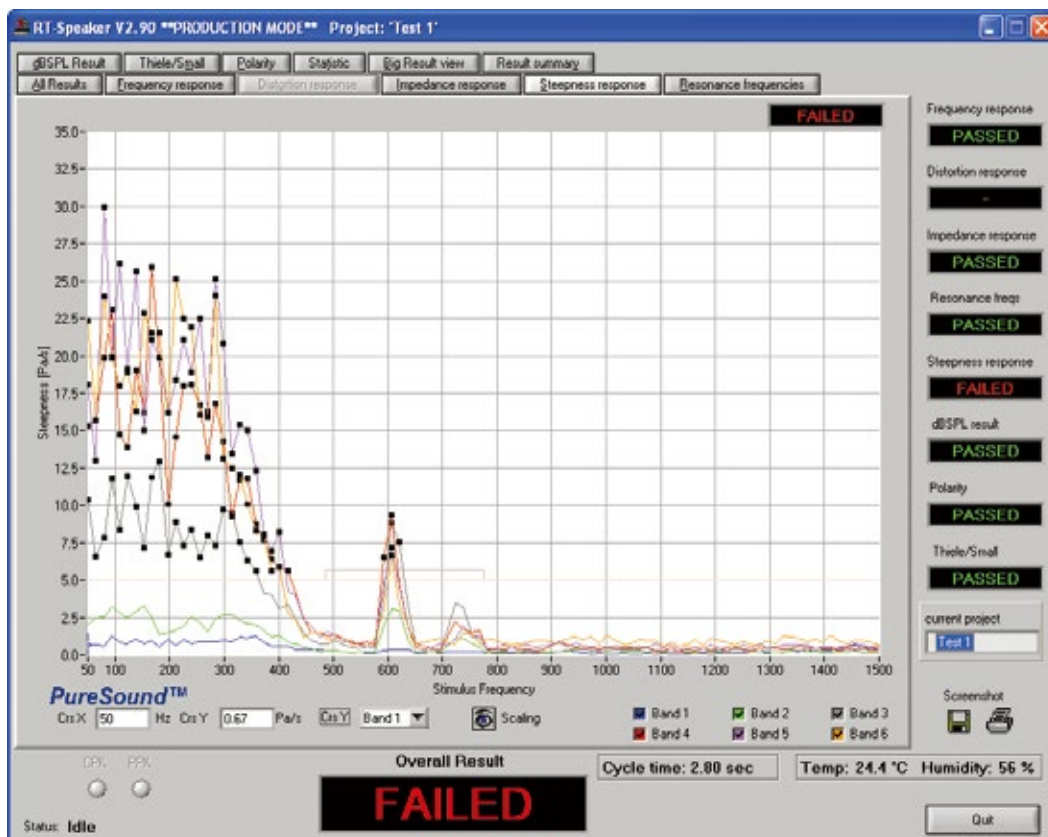 RT-Speaker V2.90 **PRODUCTION MODE** Project: 'Test 1'
dBSPL Result Thiele/Small Polarity Statistic Big Result view Result summary
All Results Frequency response Distortion response Impedance response Steepness response Resonance frequencies
FAILED
Steepness [Pa/s]
35.0
32.5
30.0
27.5
25.0
22.5
20.0
17.5
15.0
12.5
10.0
7.5
5.0
2.5
0.0
50 100 200 300 400 500 600 700 800 900 1000 1100 1200 1300 1400 1500
Stimulus Frequency
PureSound™
Crs X 50 Hz Crs Y 0.67 Pa/s Crs Y Band 1 Scaling
Band 1 Band 2 Band 3
Band 4 Band 5 Band 6
Frequency response
PASSED
Distortion response
-
Impedance response
PASSED
Resonance freqs
PASSED
Steepness response
FAILED
dBSPL result
PASSED
Polarity
PASSED
Thiele/Small
PASSED
current project
Test 1
Screenshot
CPK PPK
Status: Idle
Overall Result
FAILED
Cycle time: 2.80 sec
Temp: 24.4 °C Humidity: 56 %
Quit